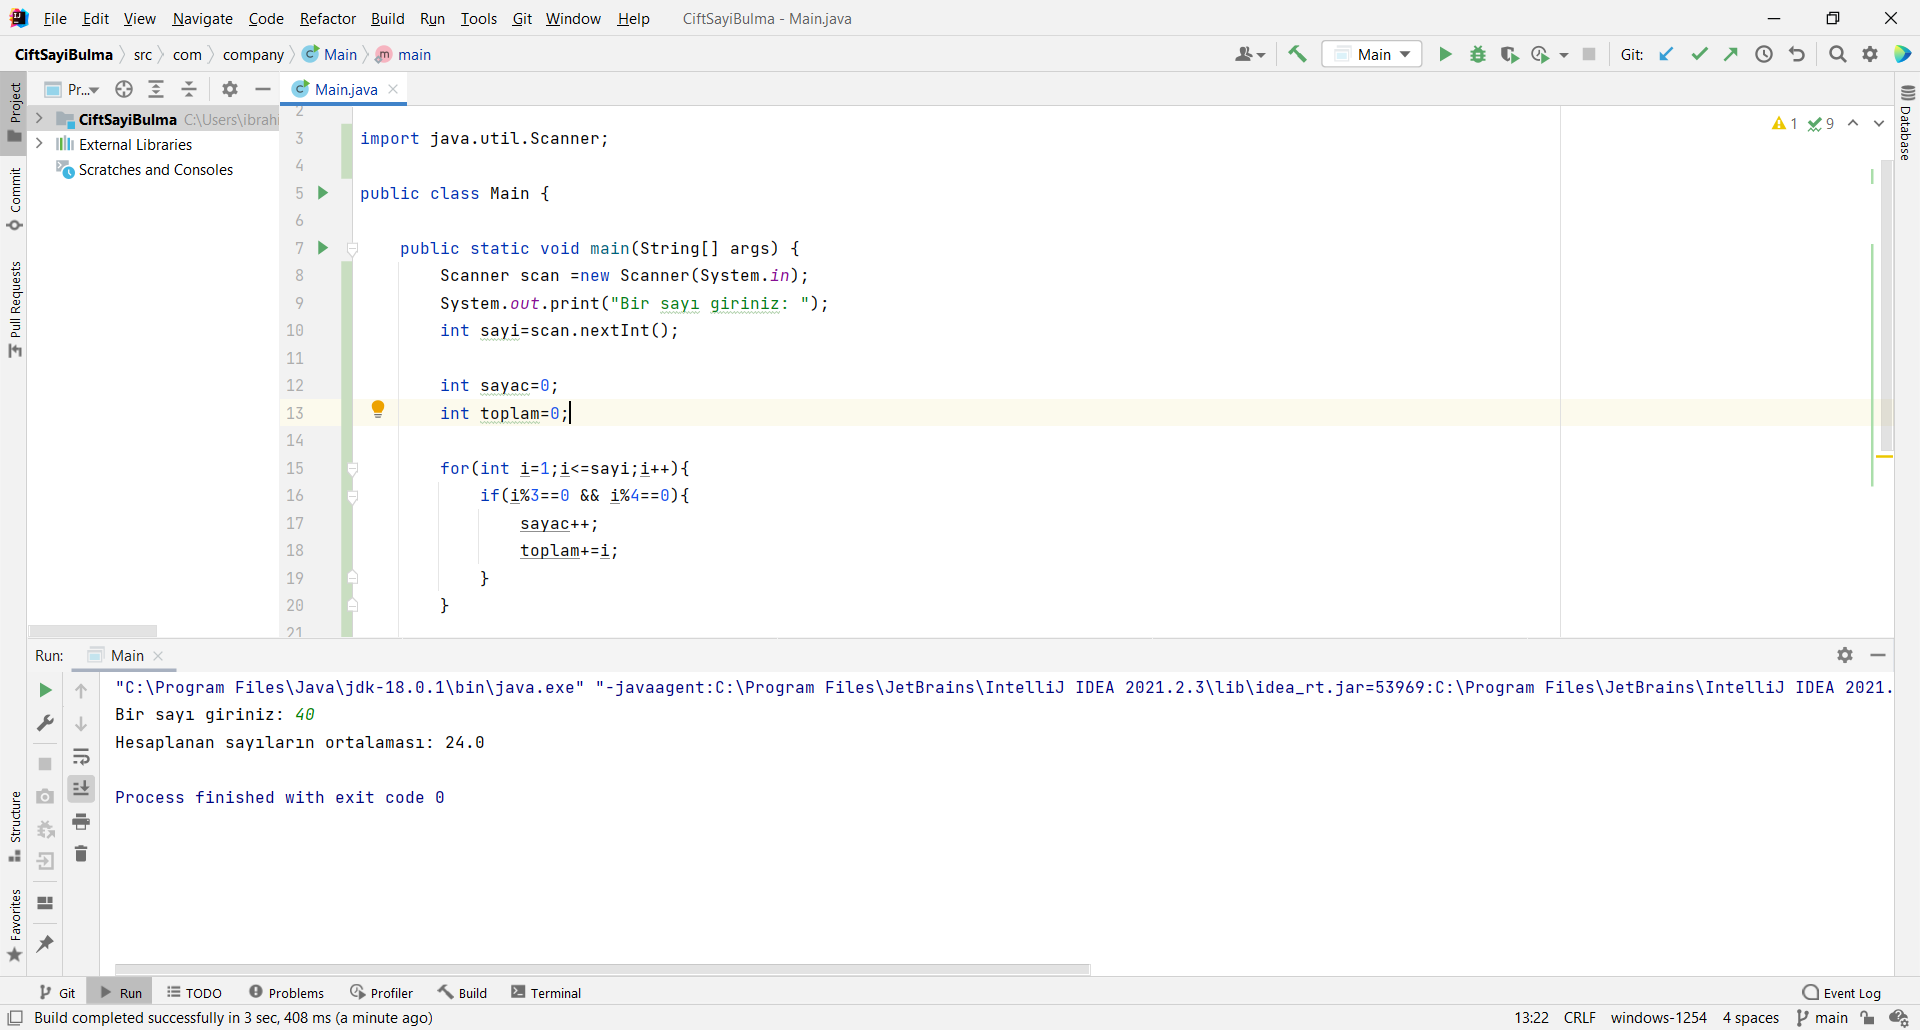 File Edit View Navigate Code Refactor Build Run Tools Git Window Help CiftSayiBulma - Main.java
CiftSayiBulma src com company Main main Main Git:
Project Pr... Main.java
CiftSayiBulma C:\Users\ibrahi
External Libraries
Scratches and Consoles
Commit
Pull Requests
Structure
Favorites
Database
1 9
2
3 import java.util.Scanner;
4
5 public class Main {
6
7 public static void main(String[] args) {
8 Scanner scan =new Scanner(System.in);
9 System.out.print("Bir sayı giriniz: ");
10 int sayi=scan.nextInt();
11
12 int sayac=0;
13 int toplam=0;
14
15 for(int i=1;i<=sayi;i++){
16 if(i%3==0 && i%4==0){
17 sayac++;
18 toplam+=i;
19 }
20 }
21
Run: Main
"C:\Program Files\Java\jdk-18.0.1\bin\java.exe" "-javaagent:C:\Program Files\JetBrains\IntelliJ IDEA 2021.2.3\lib\idea_rt.jar=53969:C:\Program Files\JetBrains\IntelliJ IDEA 2021.
Bir sayı giriniz: 40
Hesaplanan sayıların ortalaması: 24.0
Process finished with exit code 0
Git Run TODO Problems Profiler Build Terminal Event Log
Build completed successfully in 3 sec, 408 ms (a minute ago) 13:22 CRLF windows-1254 4 spaces main